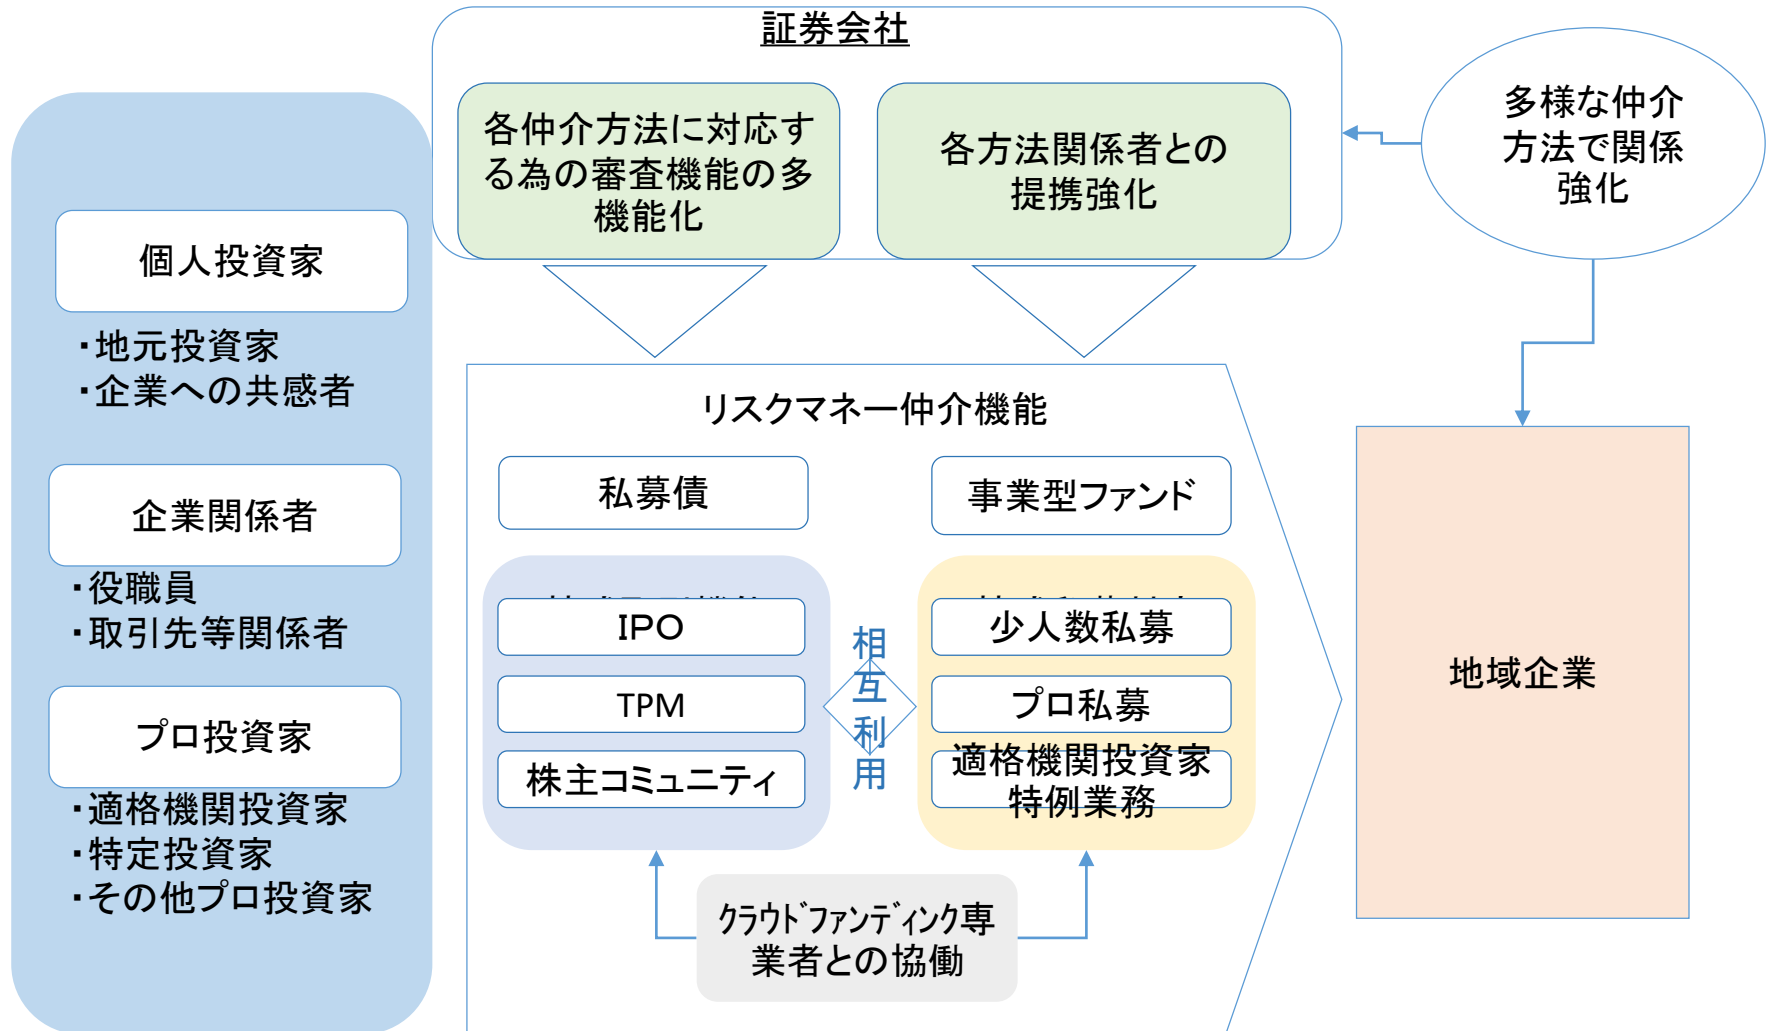 証券会社
各仲介方法に対応す
る為の審査機能の多
機能化
各方法関係者との
提携強化
多様な仲介
方法で関係
強化
個人投資家
・地元投資家
・企業への共感者
企業関係者
・役職員
・取引先等関係者
プロ投資家
・適格機関投資家
・特定投資家
・その他プロ投資家
リスクマネー仲介機能
私募債
事業型ファンド
IPO
TPM
株主コミュニティ
相互利用
少人数私募
プロ私募
適格機関投資家
特例業務
クラウドファンディング専
業者との協働
地域企業